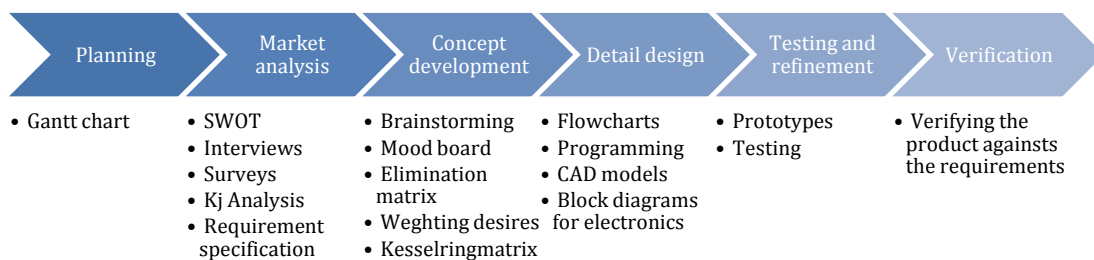 Planning
Market
analysis
Concept
development
Detail design
Testing and
refinement
Verification
• Gantt chart
• SWOT
• Interviews
• Surveys
• Kj Analysis
• Requirement
specification
• Brainstorming
• Mood board
• Elimination
matrix
• Weghting desires
• Kesselringmatrix
• Flowcharts
• Programming
• CAD models
• Block diagrams
for electronics
• Prototypes
• Testing
• Verifying the
product againsts
the requirements